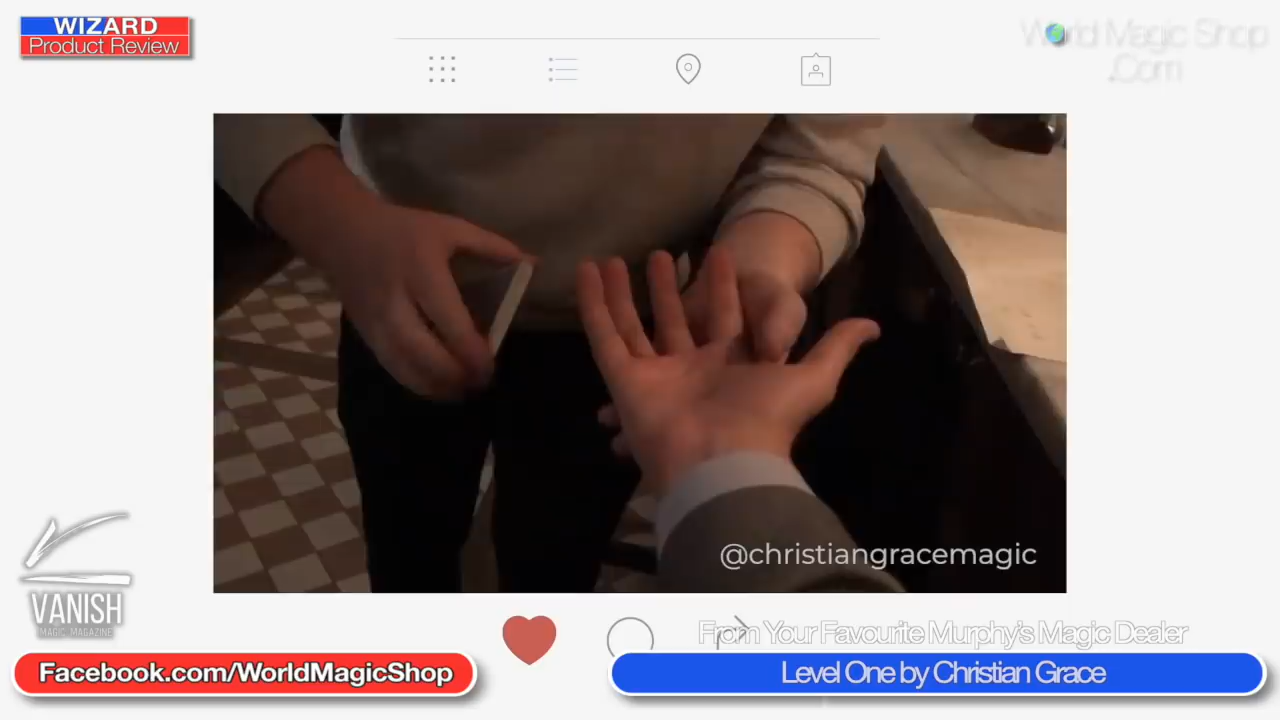 WIZARD
Product Review
World Magic Shop
.Com
@christiangracemagic
VANISH
MAGIC MAGAZINE
From Your Favourite Murphy's Magic Dealer
Facebook.com/WorldMagicShop
Level One by Christian Grace